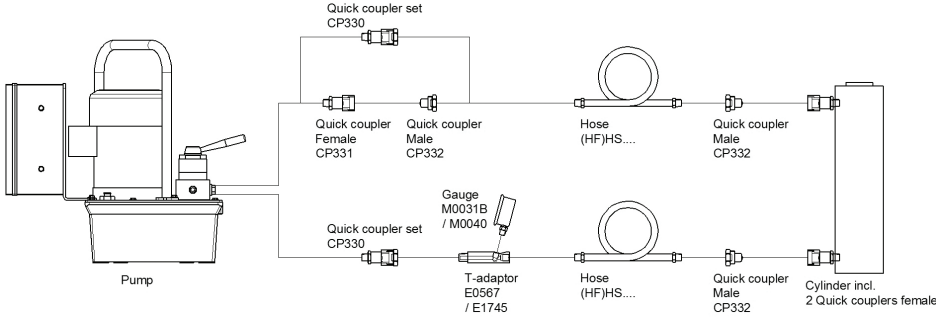 Quick coupler set
CP330
Quick coupler
Female
CP331
Quick coupler
Male
CP332
Hose
(HF)HS....
Quick coupler
Male
CP332
Gauge
M0031B
/ M0040
Quick coupler set
CP330
Pump
T-adaptor
E0567
/ E1745
Hose
(HF)HS....
Quick coupler
Male
CP332
Cylinder incl.
2 Quick couplers female